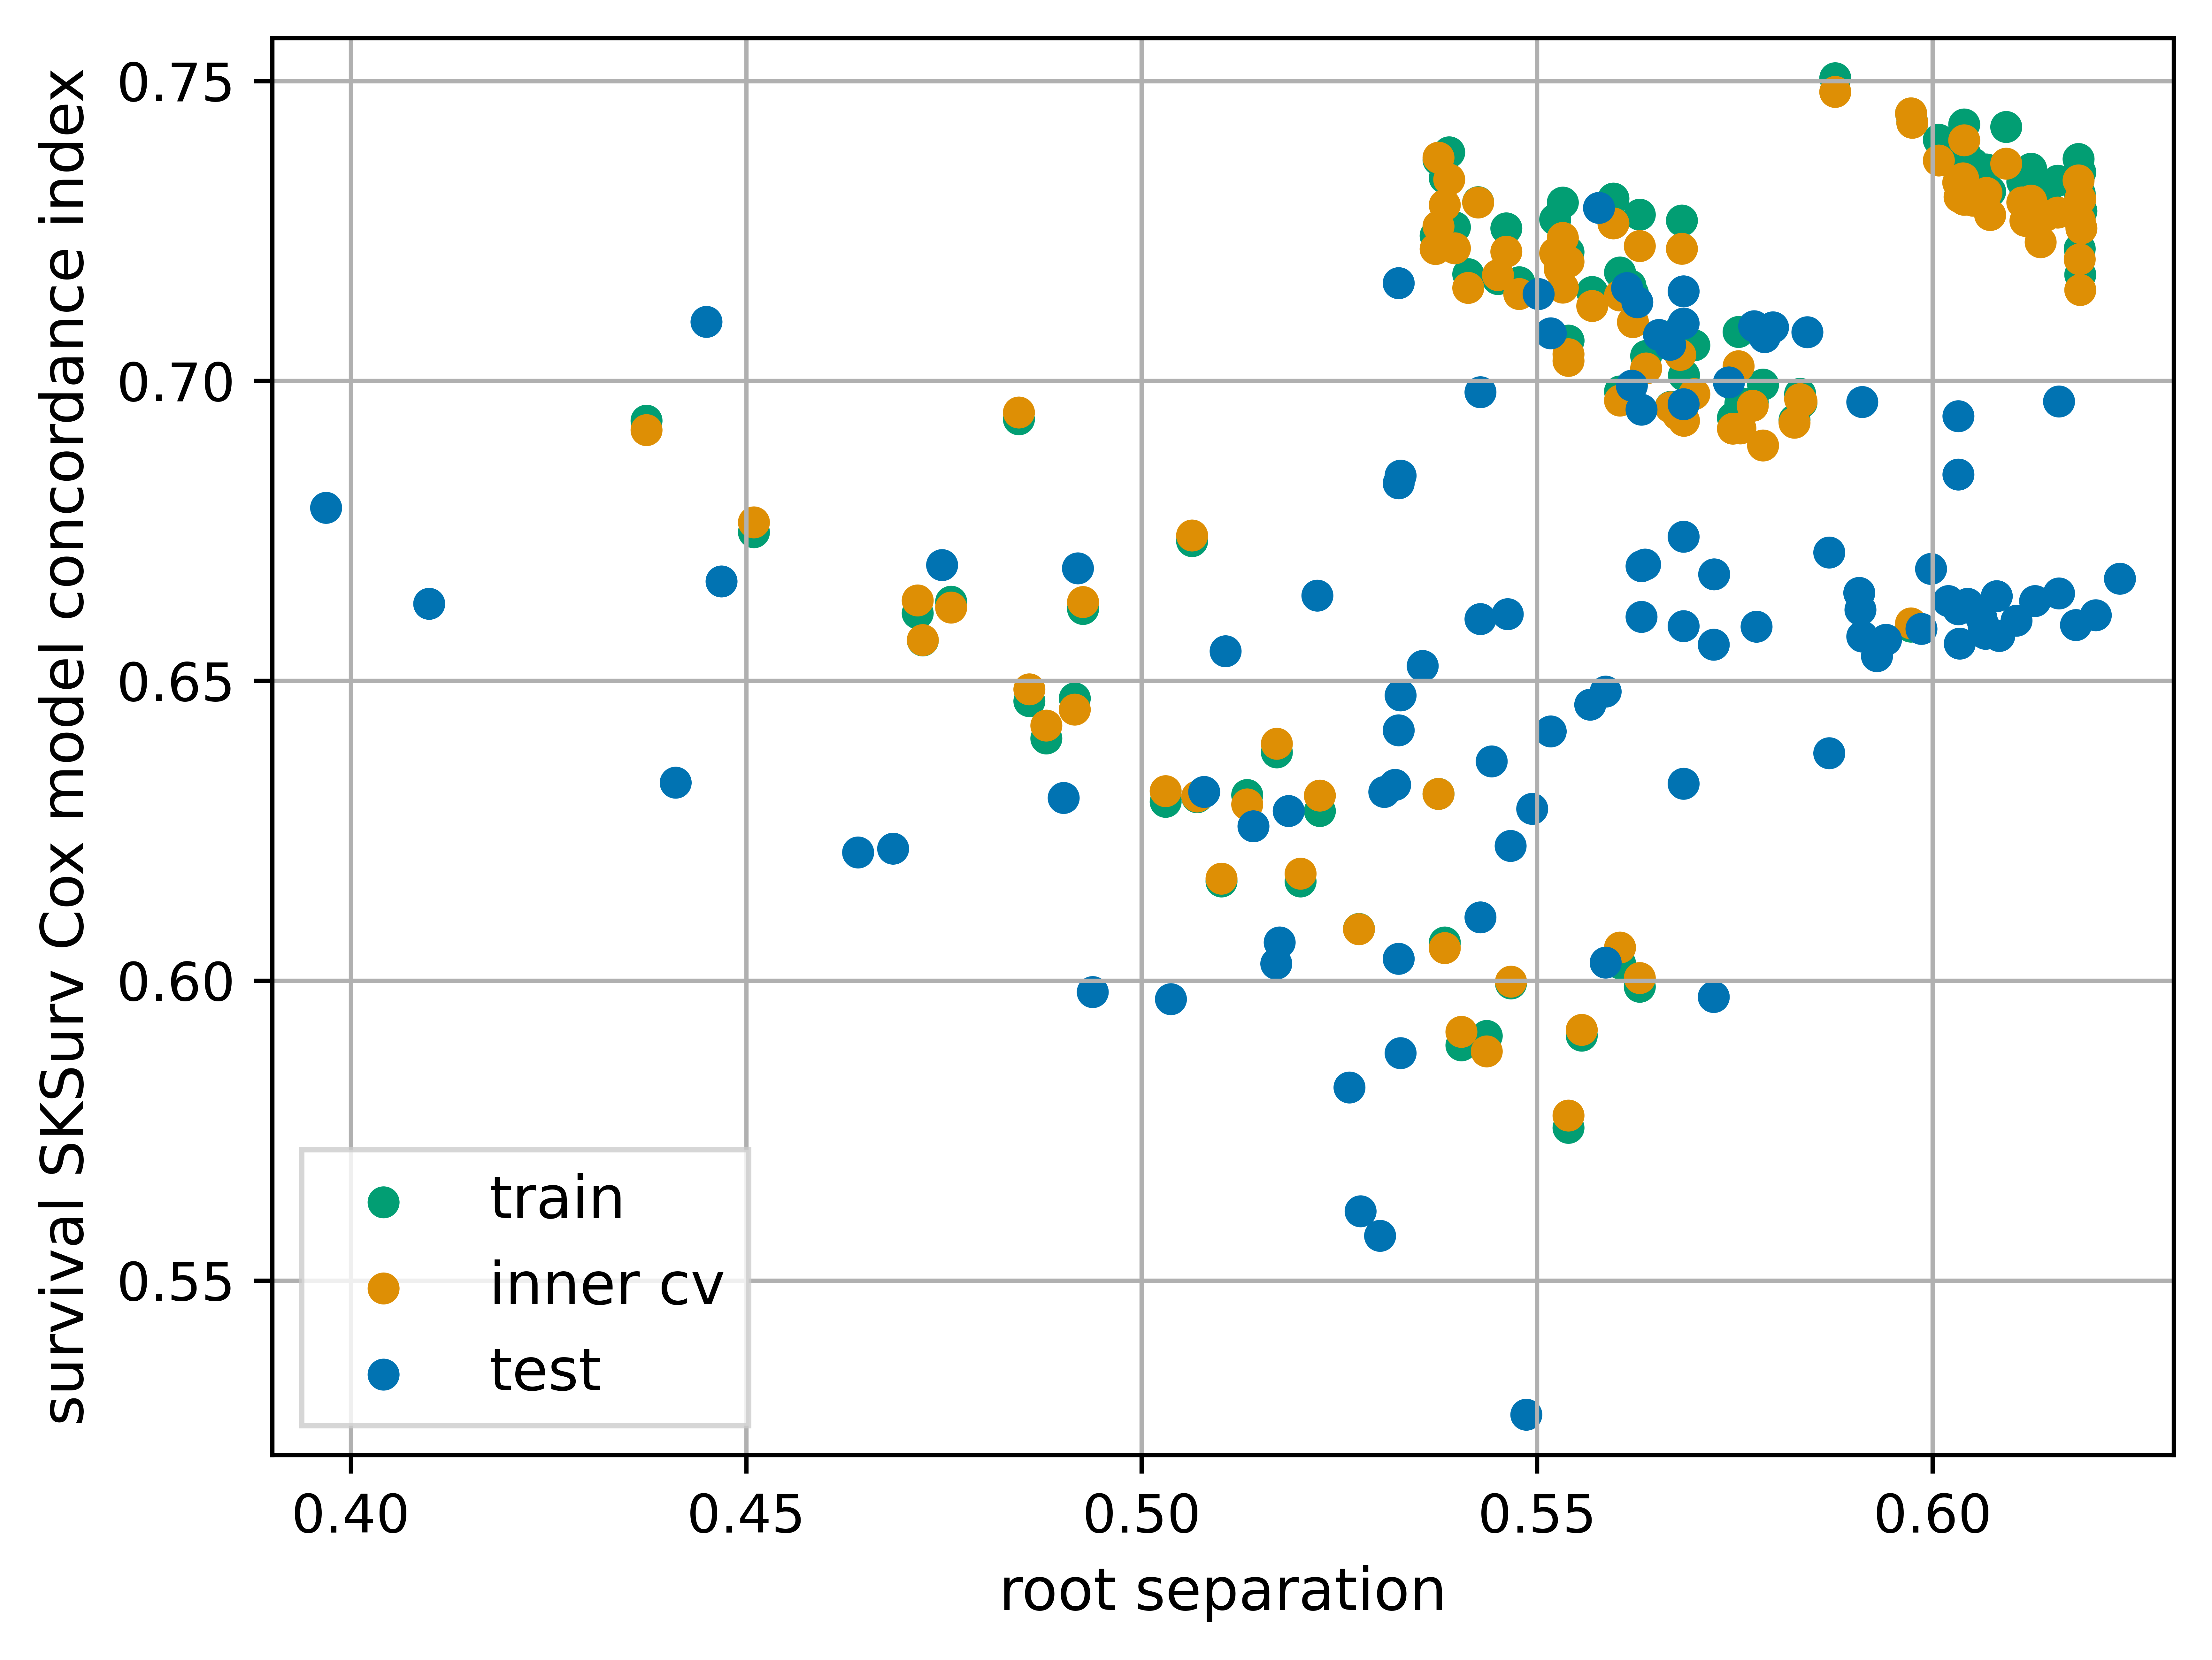 survival SKSurv Cox model concordance index
0.75
0.70
0.65
0.60
0.55
train
inner cv
test
0.40 0.45 0.50 0.55 0.60
root separation